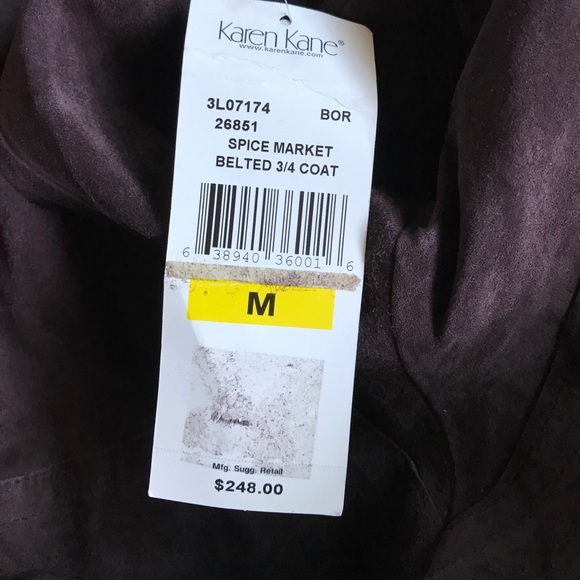 Karen Kane®
www.karenkane.com
3L07174 BOR
26851
SPICE MARKET
BELTED 3/4 COAT
6 38940 36001 6
M
Mfg. Sugg. Retail
$248.00